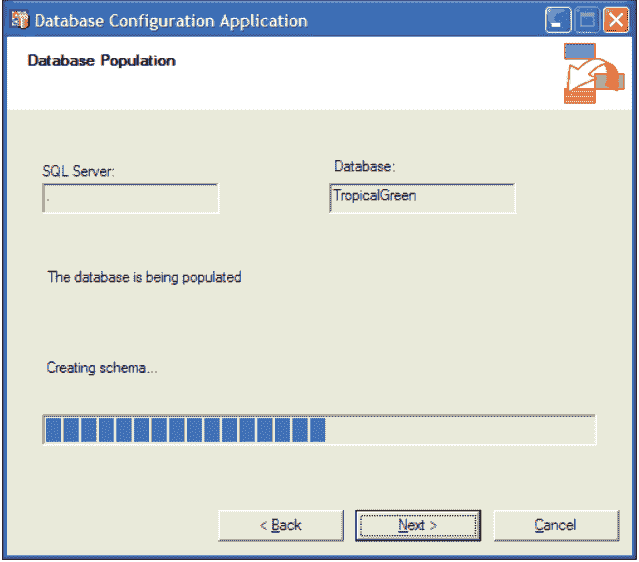 Database Configuration Application
Database Population
SQL Server:
Database:
.
TropicalGreen
The database is being populated
Creating schema...
< Back
Next >
Cancel